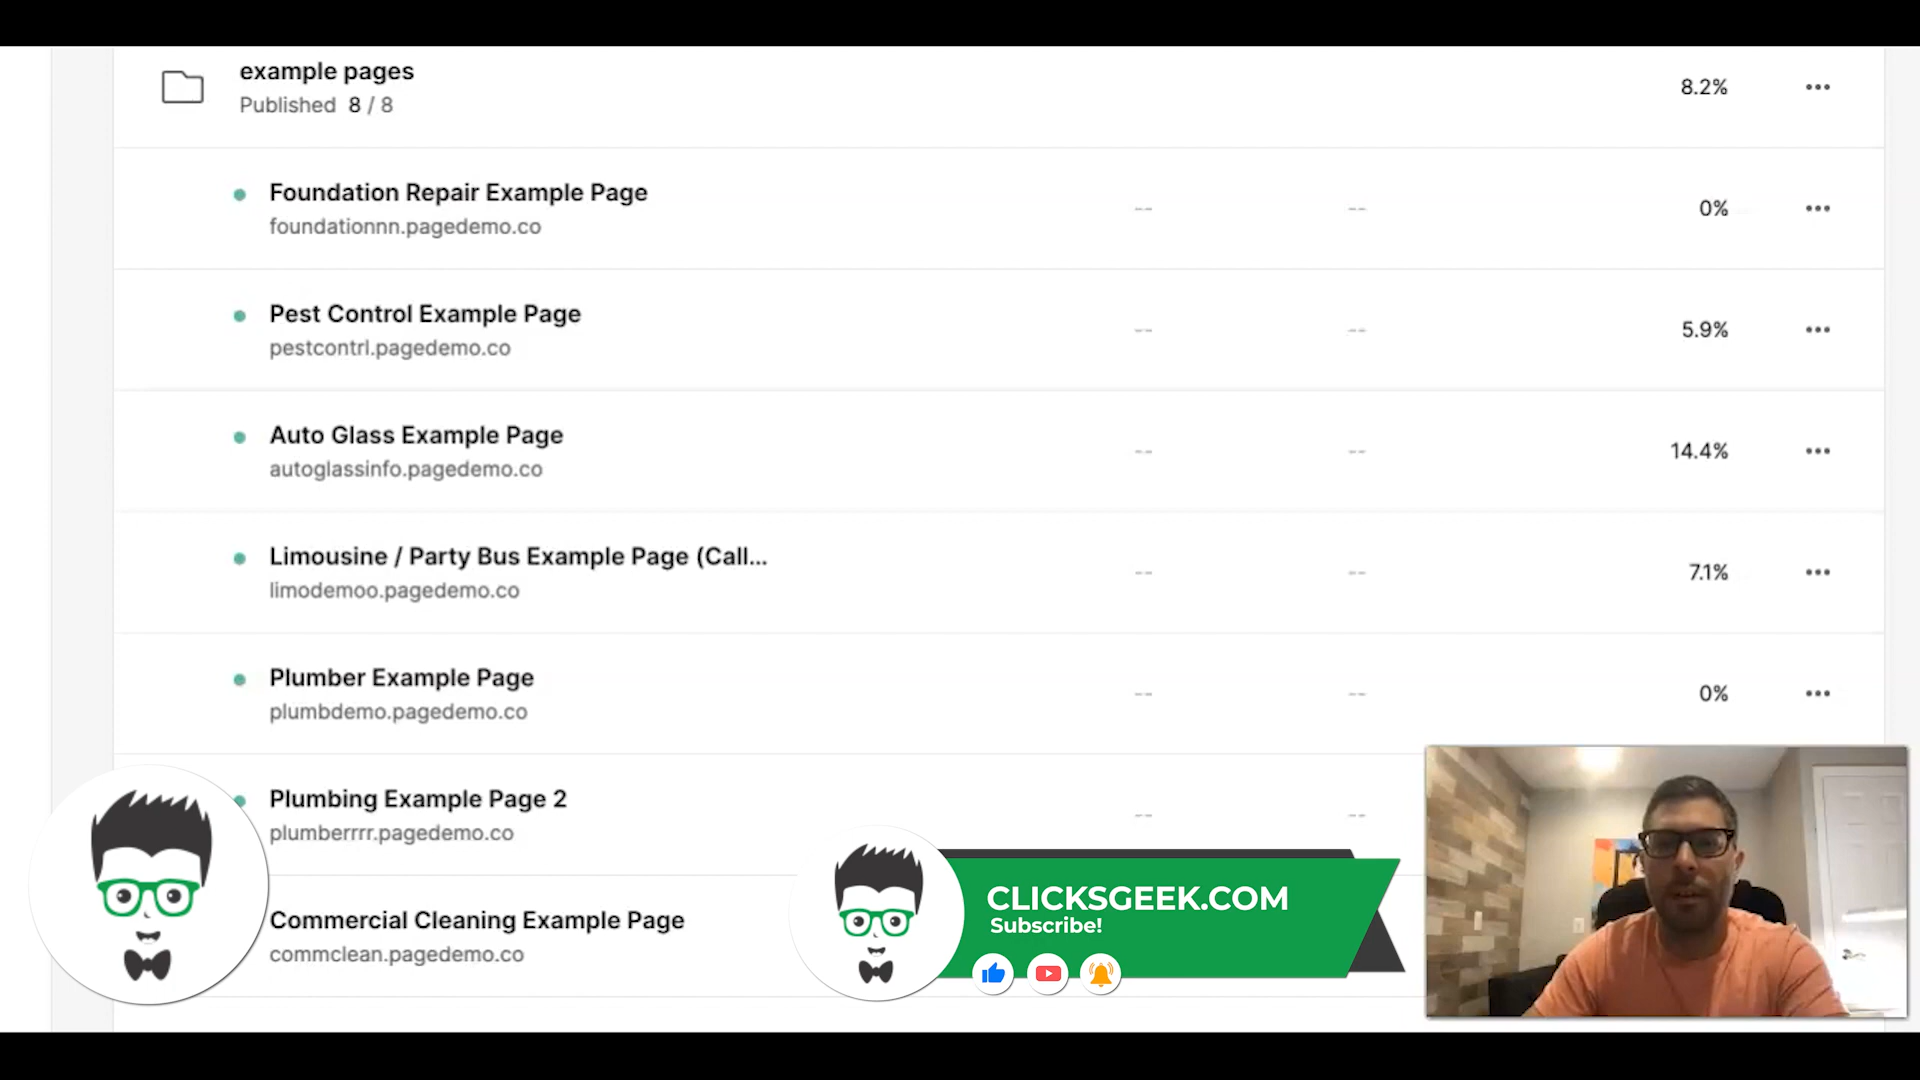 example pages
8.2%
Published 8 / 8
Foundation Repair Example Page
foundationnn.pagedemo.co
-- -- 0%
Pest Control Example Page
pestcontrl.pagedemo.co
-- -- 5.9%
Auto Glass Example Page
autoglassinfo.pagedemo.co
-- -- 14.4%
Limousine / Party Bus Example Page (Call...
limodemoo.pagedemo.co
-- -- 7.1%
Plumber Example Page
plumbdemo.pagedemo.co
-- -- 0%
Plumbing Example Page 2
plumberrrr.pagedemo.co
-- --
Commercial Cleaning Example Page
commclean.pagedemo.co
CLICKSGEEK.COM
Subscribe!